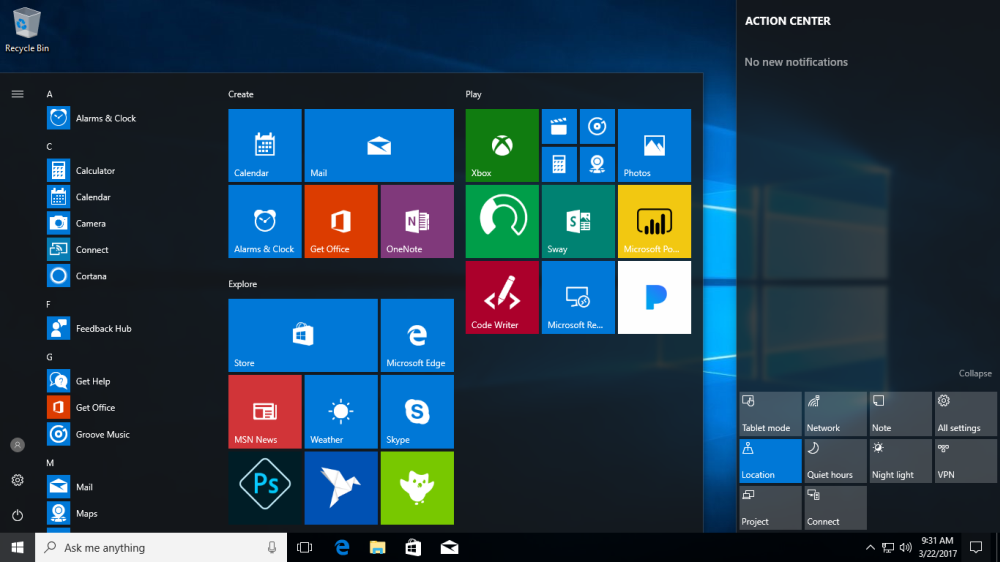 Recycle Bin
A
Alarms & Clock
C
Calculator
Calendar
Camera
Connect
Cortana
F
Feedback Hub
G
Get Help
Get Office
Groove Music
M
Mail
Maps
Create
Calendar
Mail
Alarms & Clock
Get Office
OneNote
Explore
Store
Microsoft Edge
MSN News
Weather
Skype
Ps
Play
Xbox
Photos
Sway
Microsoft Po...
Code Writer
Microsoft Re...
ACTION CENTER
No new notifications
Collapse
Tablet mode
Network
Note
All settings
Location
Quiet hours
Night light
VPN
Project
Connect
Ask me anything
9:31 AM
3/22/2017